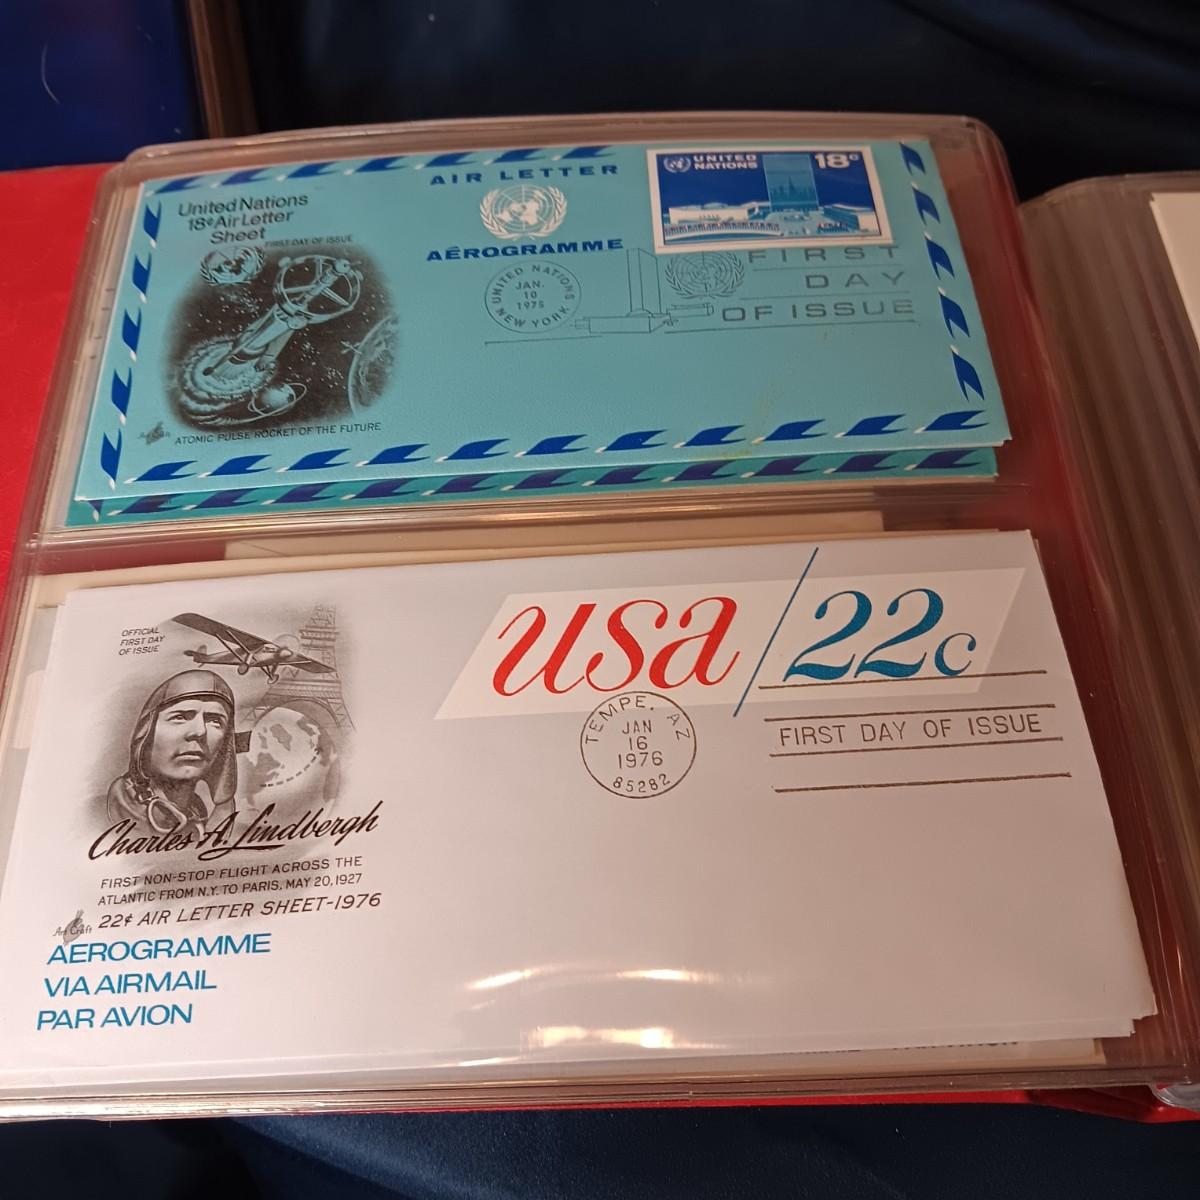 United Nations
18¢ Air Letter
Sheet
FIRST DAY OF ISSUE
ATOMIC PULSE ROCKET OF THE FUTURE
AIR LETTER
AÉROGRAMME
UNITED NATIONS
JAN.
10
1975
NEW YORK
UNITED
NATIONS
18c
FIRST
DAY
OF ISSUE
OFFICIAL
FIRST DAY
OF ISSUE
Charles A. Lindbergh
FIRST NON-STOP FLIGHT ACROSS THE
ATLANTIC FROM N.Y. TO PARIS, MAY 20, 1927
22¢ AIR LETTER SHEET-1976
Art Craft
AEROGRAMME
VIA AIRMAIL
PAR AVION
usa/22c
TEMPE, AZ
JAN
16
1976
85282
FIRST DAY OF ISSUE